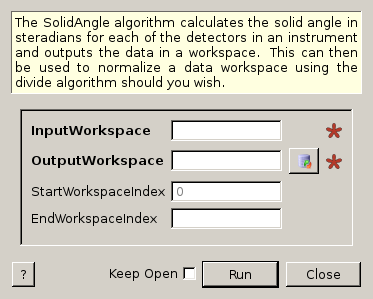 The SolidAngle algorithm calculates the solid angle in
steradians for each of the detectors in an instrument
and outputs the data in a workspace. This can then
be used to normalize a data workspace using the
divide algorithm should you wish.
InputWorkspace *
OutputWorkspace *
StartWorkspaceIndex 0
EndWorkspaceIndex
? Keep Open Run Close